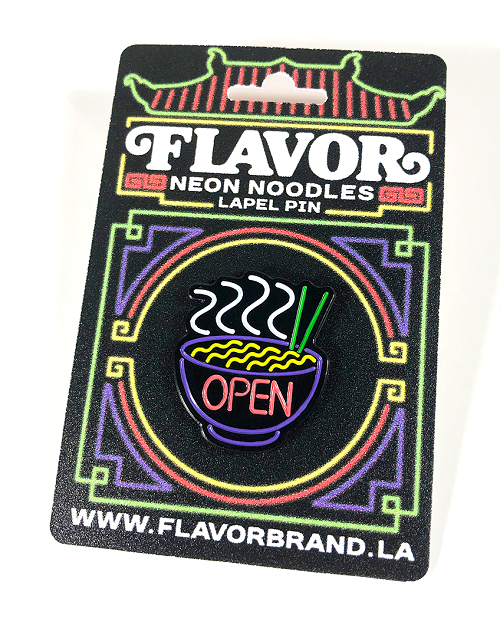 FLAVOR
NEON NOODLES
LAPEL PIN
OPEN
WWW.FLAVORBRAND.LA